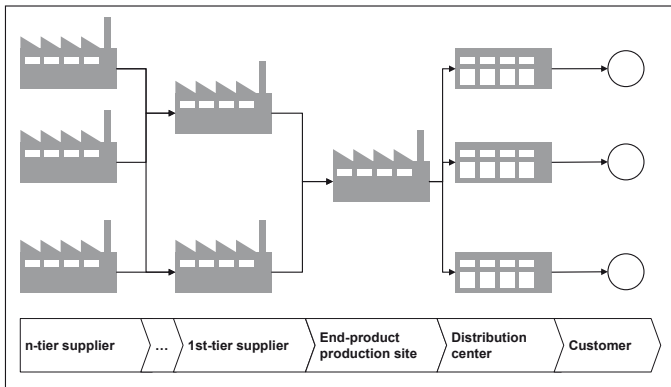 n-tier supplier
...
1st-tier supplier
End-product
production site
Distribution
center
Customer